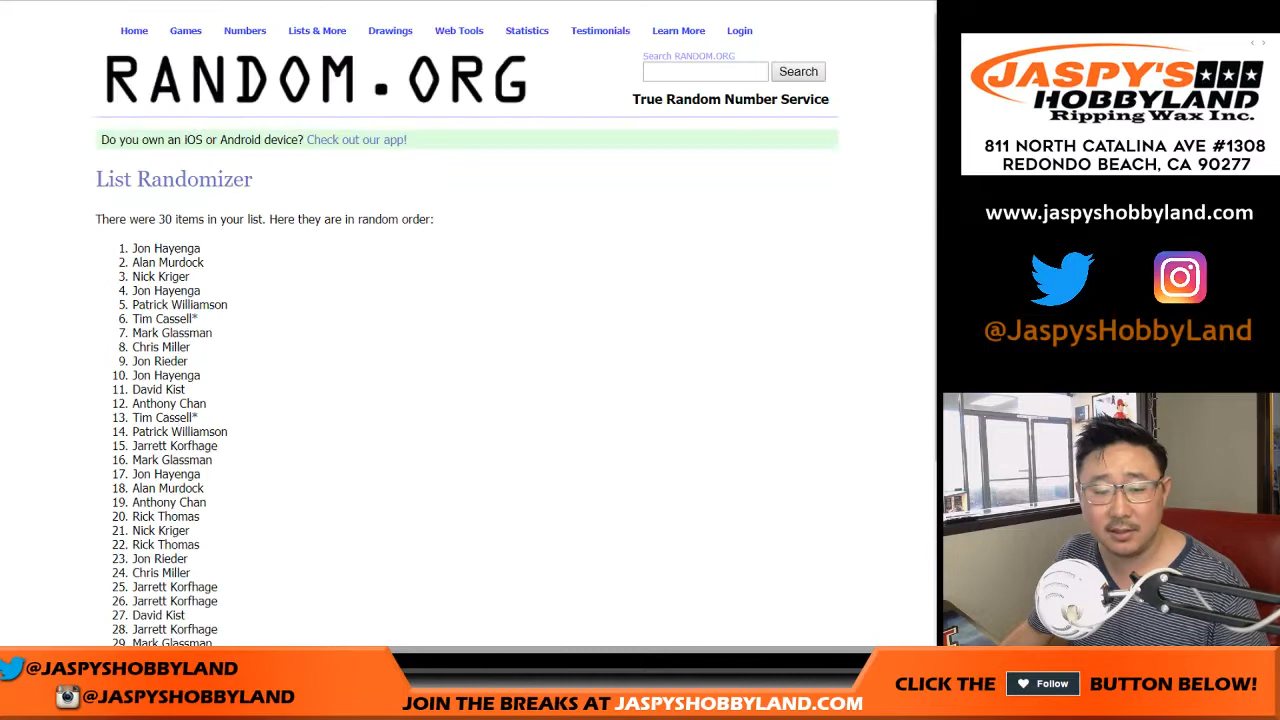 Home Games Numbers Lists & More Drawings Web Tools Statistics Testimonials Learn More Login
RANDOM.ORG
Search RANDOM.ORG
Search
True Random Number Service
Do you own an iOS or Android device? Check out our app!
List Randomizer
There were 30 items in your list. Here they are in random order:
1. Jon Hayenga
2. Alan Murdock
3. Nick Kriger
4. Jon Hayenga
5. Patrick Williamson
6. Tim Cassell*
7. Mark Glassman
8. Chris Miller
9. Jon Rieder
10. Jon Hayenga
11. David Kist
12. Anthony Chan
13. Tim Cassell*
14. Patrick Williamson
15. Jarrett Korfhage
16. Mark Glassman
17. Jon Hayenga
18. Alan Murdock
19. Anthony Chan
20. Rick Thomas
21. Nick Kriger
22. Rick Thomas
23. Jon Rieder
24. Chris Miller
25. Jarrett Korfhage
26. Jarrett Korfhage
27. David Kist
28. Jarrett Korfhage
29. Mark Glassman
JASPY'S
HOBBYLAND
Ripping Wax Inc.
811 NORTH CATALINA AVE #1308
REDONDO BEACH, CA 90277
www.jaspyshobbyland.com
@JaspysHobbyLand
@JASPYSHOBBYLAND
@JASPYSHOBBYLAND
JOIN THE BREAKS AT JASPYSHOBBYLAND.COM
CLICK THE Follow BUTTON BELOW!